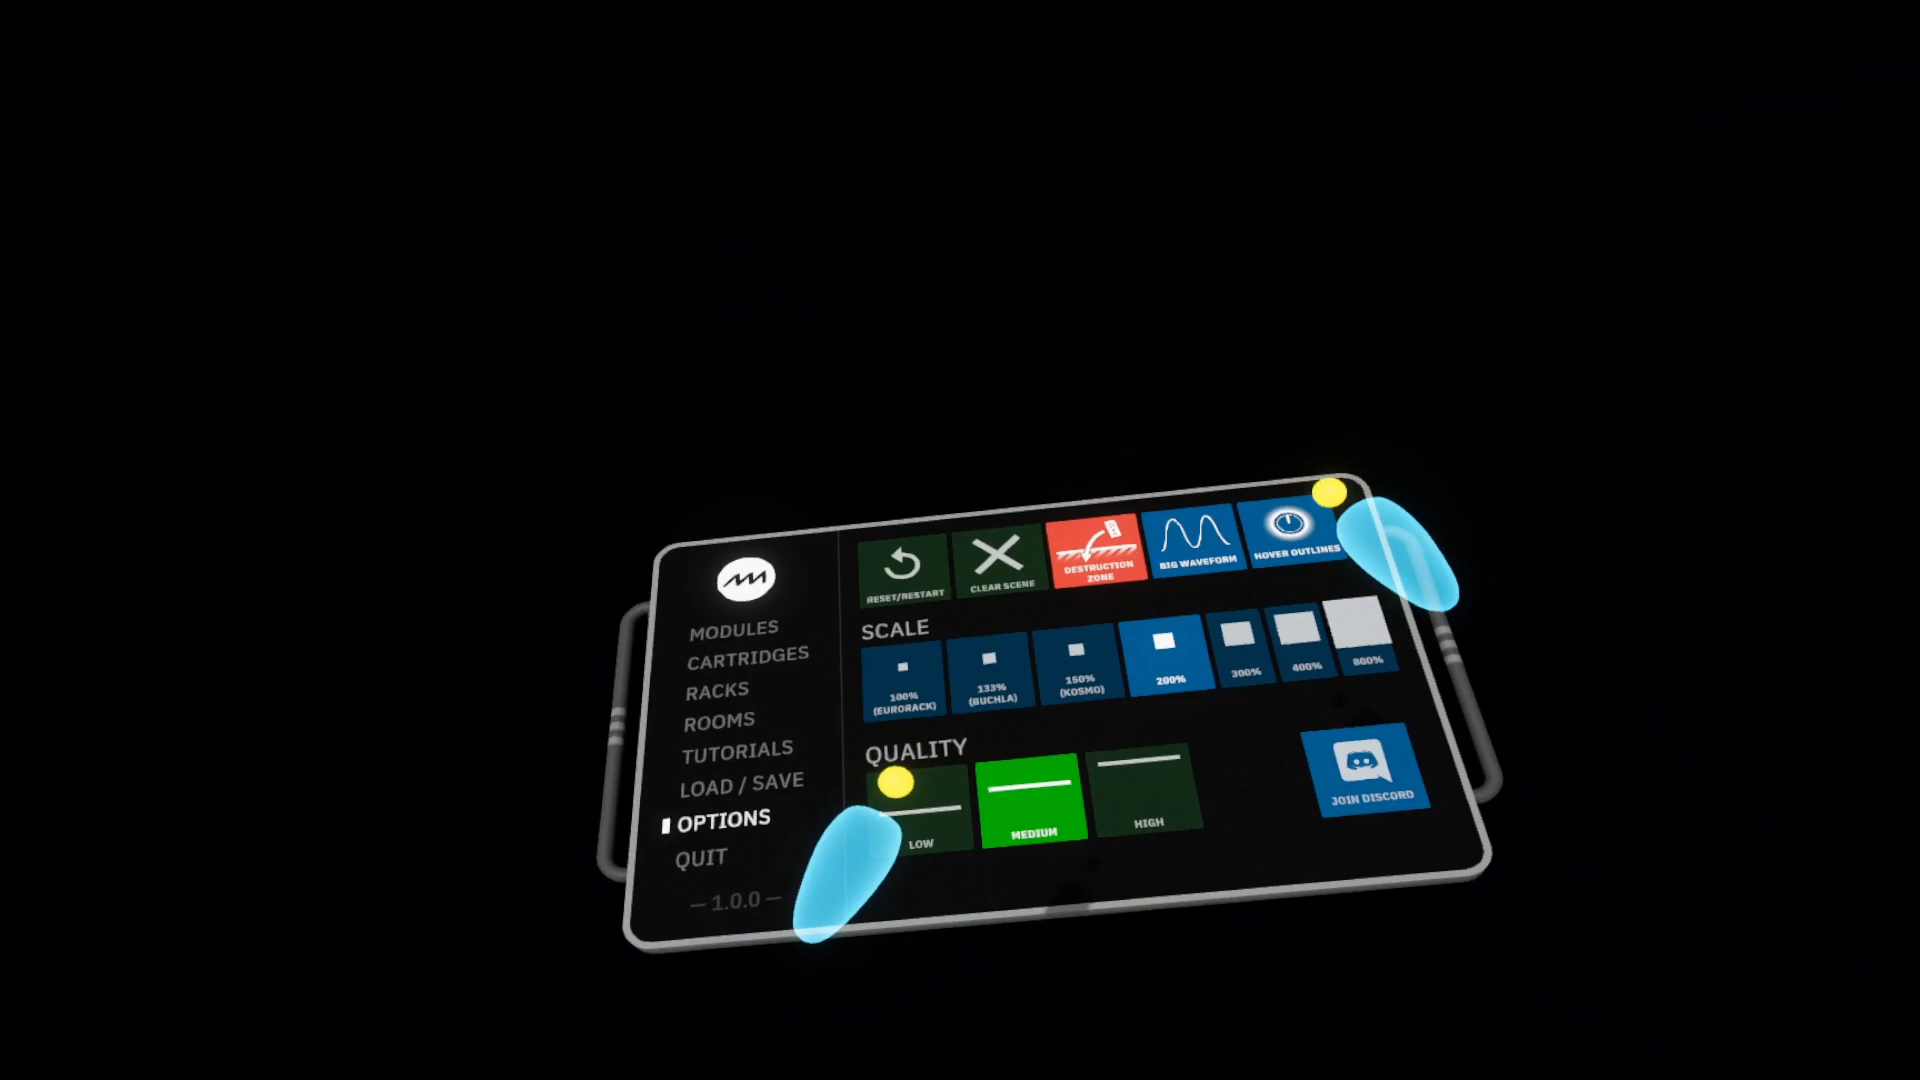 MODULES
CARTRIDGES
RACKS
ROOMS
TUTORIALS
LOAD / SAVE
OPTIONS
QUIT
— 1.0.0 —
RESET/RESTART
CLEAR SCENE
DESTRUCTION
ZONE
BIG WAVEFORM
HOVER OUTLINES
SCALE
100%
(EURORACK)
133%
(BUCHLA)
150%
(KOSMO)
200%
300%
400%
800%
QUALITY
LOW
MEDIUM
HIGH
JOIN DISCORD